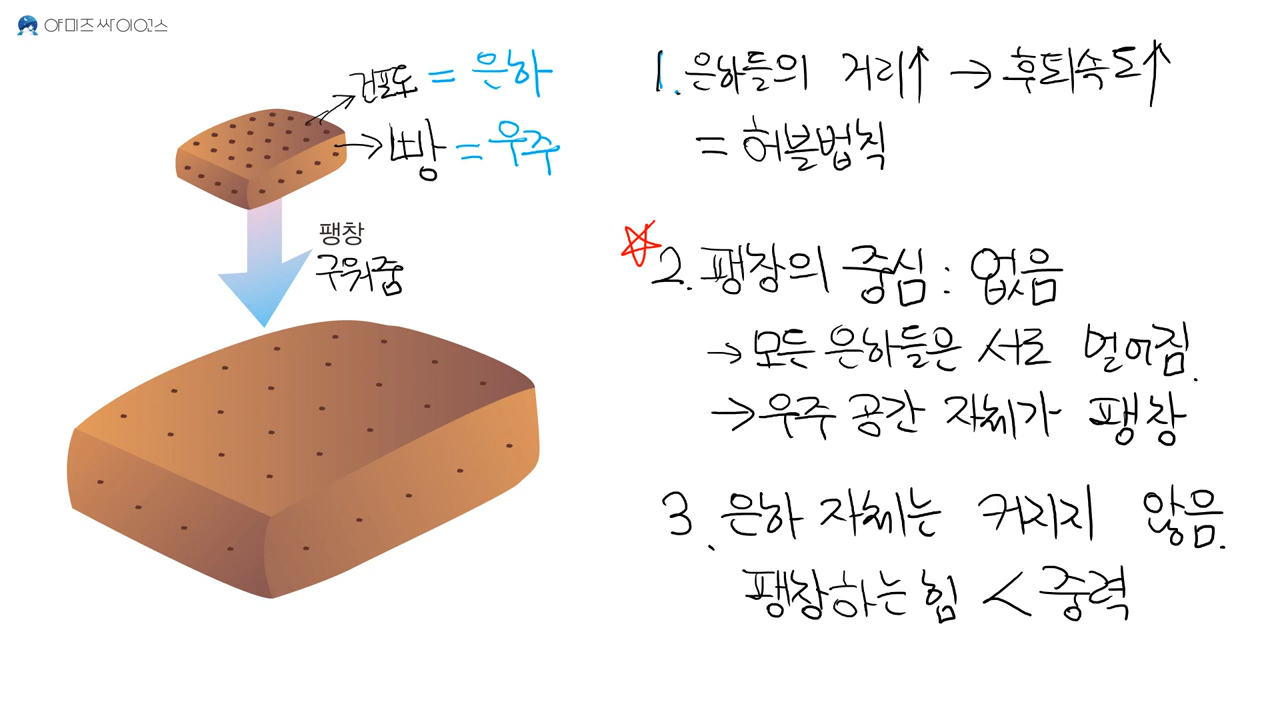 야미즈 싸이언스
건포도 = 은하
빵 = 우주
팽창
구워줌
1. 은하들의 거리↑ → 후퇴속도↑
= 허블법칙
☆2. 팽창의 중심 : 없음
→ 모든 은하들은 서로 멀어짐.
→ 우주 공간 자체가 팽창
3. 은하 자체는 커지지 않음.
팽창하는 힘 < 중력